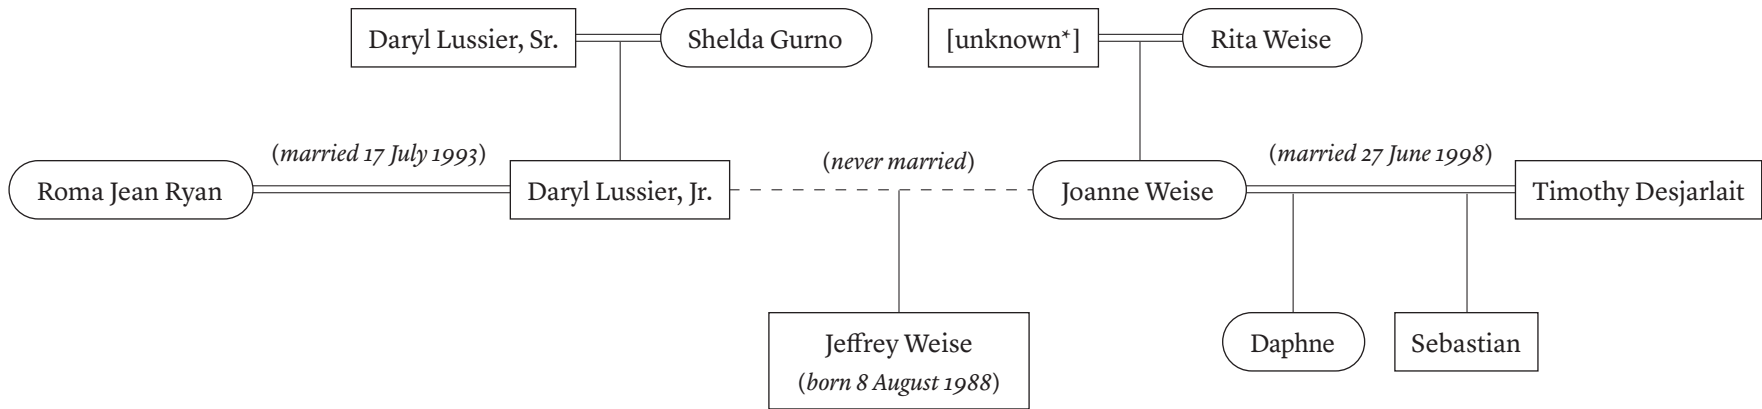 Daryl Lussier, Sr.
Shelda Gurno
[unknown*]
Rita Weise
(married 17 July 1993)
(never married)
(married 27 June 1998)
Roma Jean Ryan
Daryl Lussier, Jr.
Joanne Weise
Timothy Desjarlait
Jeffrey Weise
(born 8 August 1988)
Daphne
Sebastian